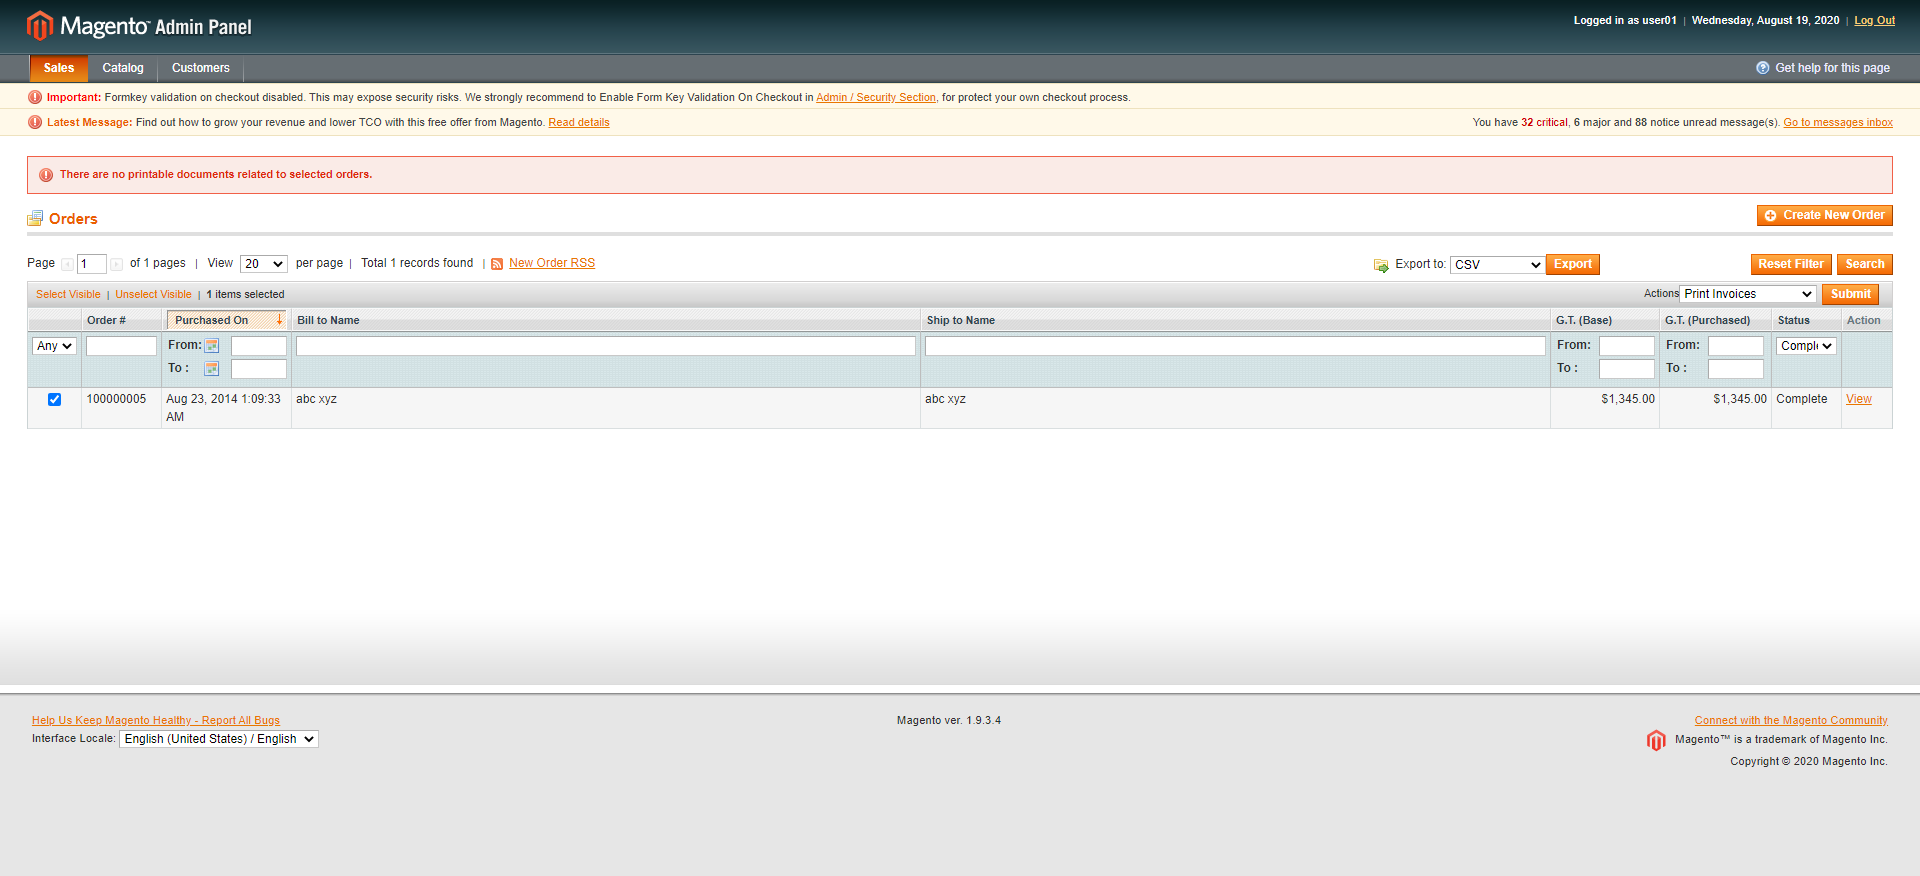 Magento™ Admin Panel
Logged in as user01 | Wednesday, August 19, 2020 | Log Out
Sales Catalog Customers
Get help for this page
Important: Formkey validation on checkout disabled. This may expose security risks. We strongly recommend to Enable Form Key Validation On Checkout in Admin / Security Section, for protect your own checkout process.
Latest Message: Find out how to grow your revenue and lower TCO with this free offer from Magento. Read details
You have 32 critical, 6 major and 88 notice unread message(s). Go to messages inbox
There are no printable documents related to selected orders.
Orders
Create New Order
Page 1 of 1 pages | View 20 per page | Total 1 records found | New Order RSS
Export to: CSV Export
Reset Filter Search
Select Visible | Unselect Visible | 1 items selected
Actions Print Invoices Submit
Order # Purchased On Bill to Name Ship to Name G.T. (Base) G.T. (Purchased) Status Action
Any From: From: From: Comple
To : To : To :
100000005 Aug 23, 2014 1:09:33 abc xyz abc xyz $1,345.00 $1,345.00 Complete View
AM
Help Us Keep Magento Healthy - Report All Bugs
Interface Locale: English (United States) / English
Magento ver. 1.9.3.4
Connect with the Magento Community
Magento™ is a trademark of Magento Inc.
Copyright © 2020 Magento Inc.